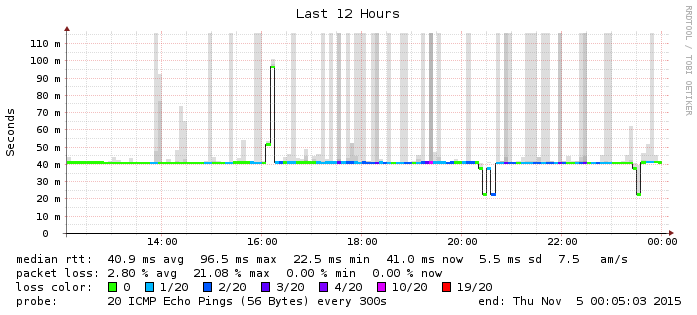 Last 12 Hours
RRDTOOL / TOBI OETIKER
Seconds
110 m
100 m
90 m
80 m
70 m
60 m
50 m
40 m
30 m
20 m
10 m
0
14:00 16:00 18:00 20:00 22:00 00:00
median rtt: 40.9 ms avg 96.5 ms max 22.5 ms min 41.0 ms now 5.5 ms sd 7.5 am/s
packet loss: 2.80 % avg 21.08 % max 0.00 % min 0.00 % now
loss color: 0 1/20 2/20 3/20 4/20 10/20 19/20
probe: 20 ICMP Echo Pings (56 Bytes) every 300s end: Thu Nov 5 00:05:03 2015